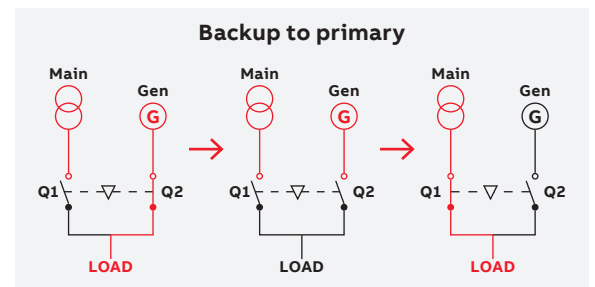 Backup to primary
Main
Gen
G
Q1
Q2
LOAD
Main
Gen
G
Q1
Q2
LOAD
Main
Gen
G
Q1
Q2
LOAD